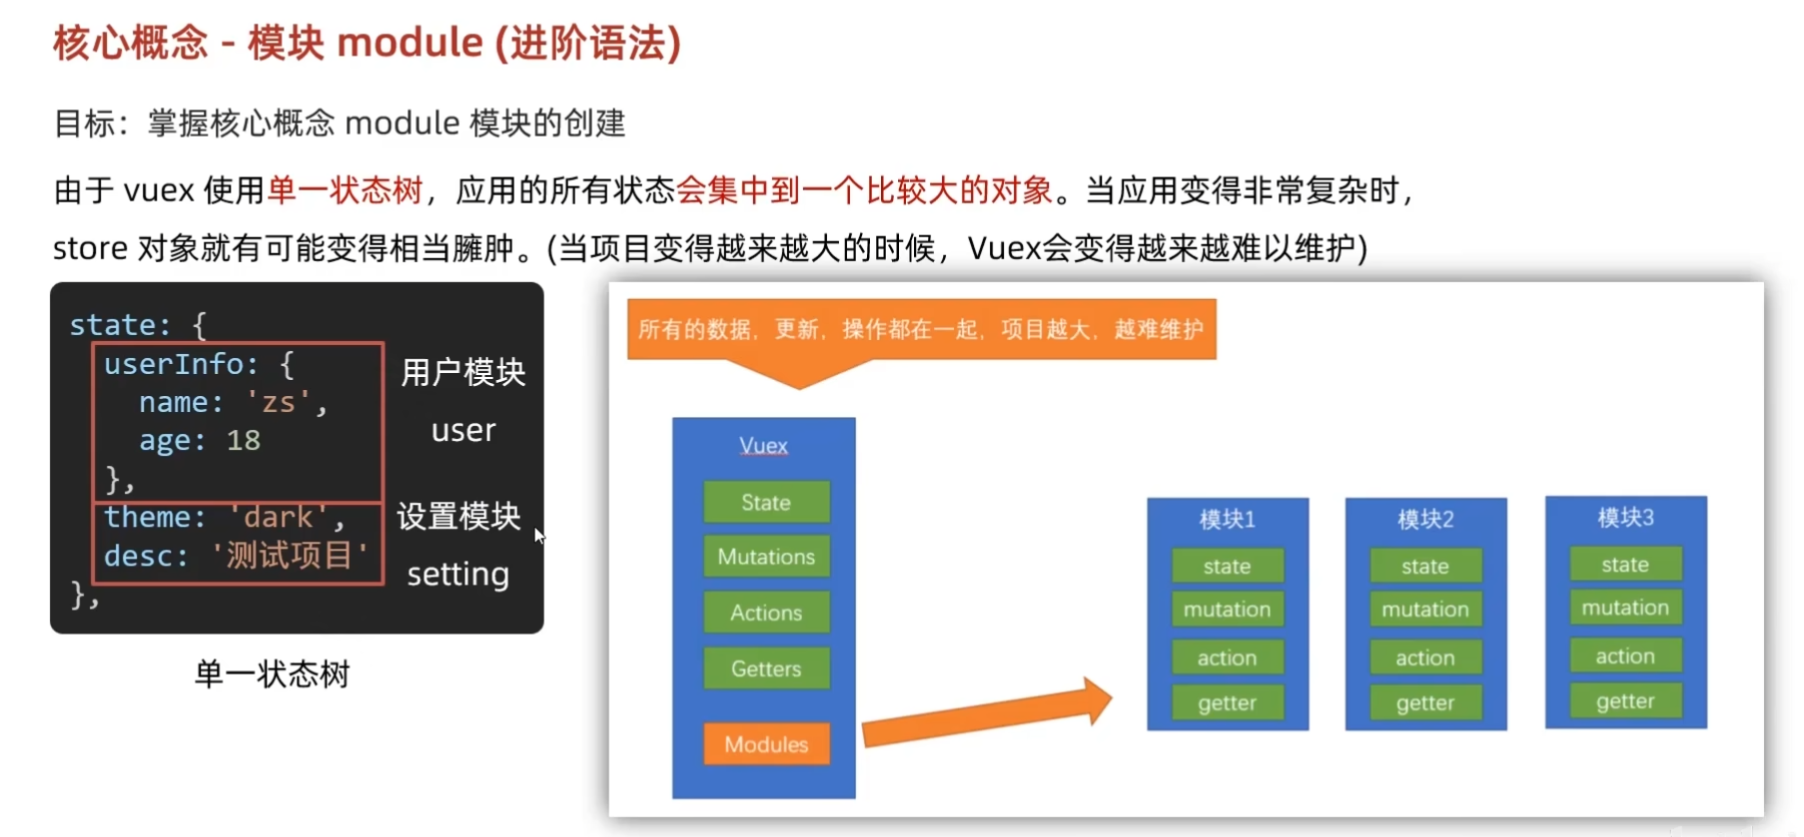 核心概念 - 模块 module (进阶语法)
目标：掌握核心概念 module 模块的创建
由于 vuex 使用单一状态树，应用的所有状态会集中到一个比较大的对象。当应用变得非常复杂时，
store 对象就有可能变得相当臃肿。(当项目变得越来越大的时候，Vuex会变得越来越难以维护)
state: {
userInfo: {
name: 'zs',
age: 18
},
theme: 'dark',
desc: '测试项目'
},
用户模块
user
设置模块
setting
单一状态树
所有的数据，更新，操作都在一起，项目越大，越难维护
Vuex
State
Mutations
Actions
Getters
Modules
模块1
state
mutation
action
getter
模块2
state
mutation
action
getter
模块3
state
mutation
action
getter